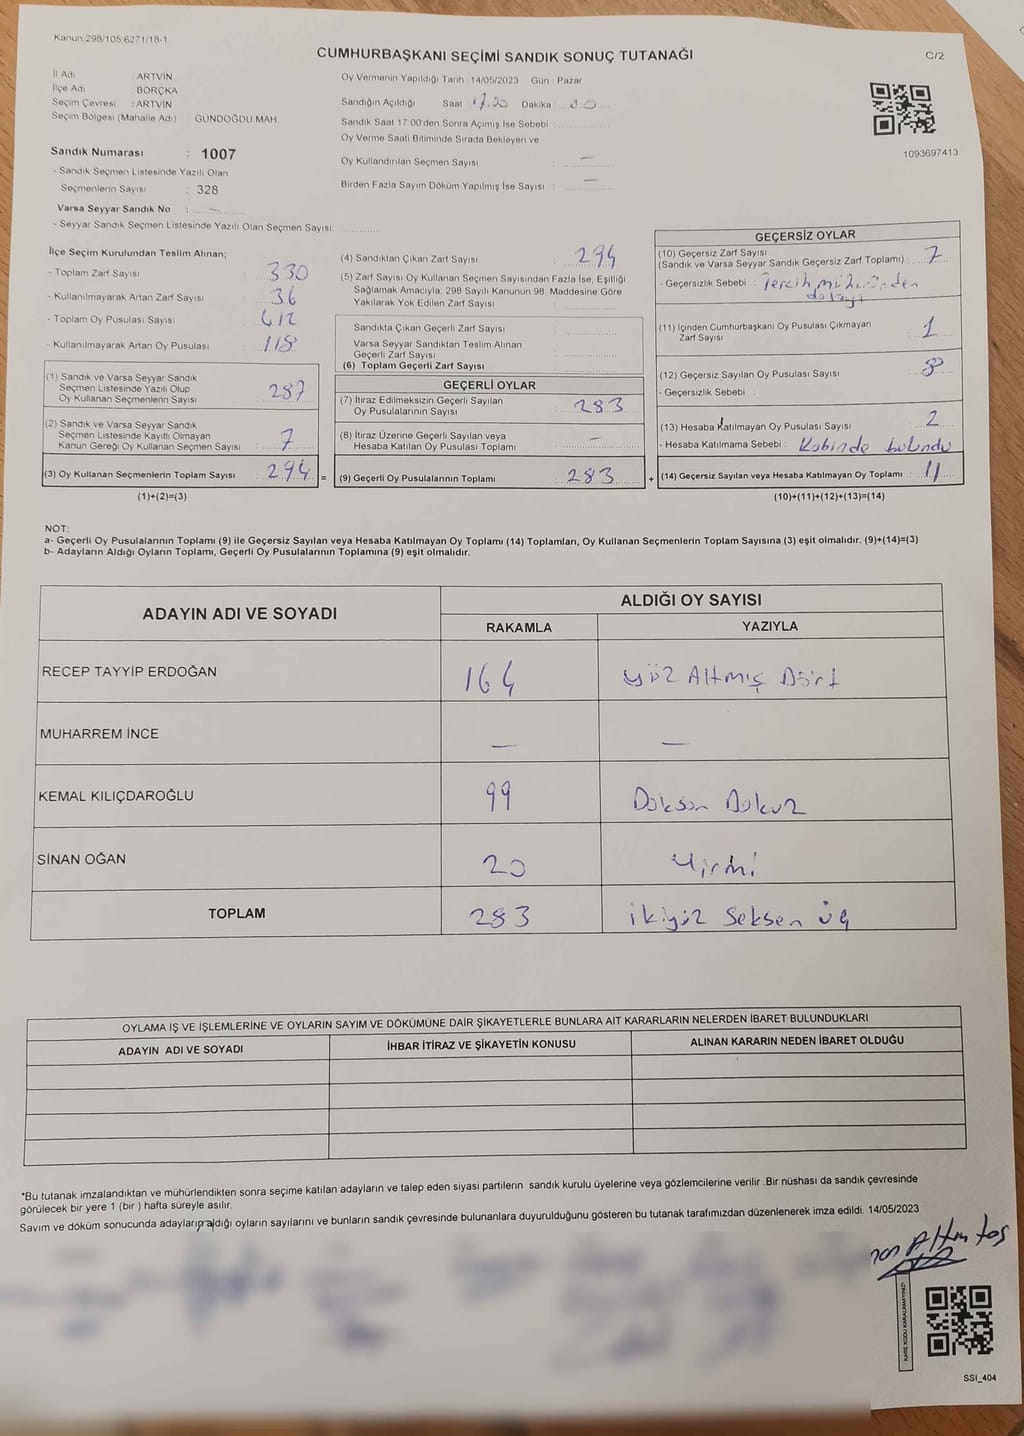 Kanun;298/105;6271/18-1
CUMHURBAŞKANI SEÇİMİ SANDIK SONUÇ TUTANAĞI
C/2
İl Adı : ARTVİN
İlçe Adı : BORÇKA
Seçim Çevresi : ARTVİN
Seçim Bölgesi (Mahalle Adı) : GÜNDOĞDU MAH.
Sandık Numarası : 1007
- Sandık Seçmen Listesinde Yazılı Olan
Seçmenlerin Sayısı : 328
Varsa Seyyar Sandık No : —
- Seyyar Sandık Seçmen Listesinde Yazılı Olan Seçmen Sayısı:
Oy Vermenin Yapıldığı Tarih :14/05/2023 Gün : Pazar
Sandığın Açıldığı Saat 17.30 Dakika
Sandık Saat 17:00'den Sonra Açımış İse Sebebi :
Oy Verme Saati Bitiminde Sırada Bekleyen ve
Oy Kullandırılan Seçmen Sayısı : —
Birden Fazla Sayım Döküm Yapılmış İse Sayısı : —
1093697413
İlçe Seçim Kurulundan Teslim Alınan;
- Toplam Zarf Sayısı : 330
- Kullanılmayarak Artan Zarf Sayısı : 36
- Toplam Oy Pusulası Sayısı : 412
- Kullanılmayarak Artan Oy Pusulası : 118
(1) Sandık ve Varsa Seyyar Sandık
Seçmen Listesinde Yazılı Olup
Oy Kullanan Seçmenlerin Sayısı : 287
(2) Sandık ve Varsa Seyyar Sandık
Seçmen Listesinde Kayıtlı Olmayan
Kanun Gereği Oy Kullanan Seçmen Sayısı : 7
(3) Oy Kullanan Seçmenlerin Toplam Sayısı : 294 =
(1)+(2)=(3)
(4) Sandıktan Çıkan Zarf Sayısı : 294
(5) Zarf Sayısı Oy Kullanan Seçmen Sayısından Fazla İse, Eşitliği
Sağlamak Amacıyla; 298 Sayılı Kanunun 98. Maddesine Göre
Yakılarak Yok Edilen Zarf Sayısı :
Sandıkta Çıkan Geçerli Zarf Sayısı :
Varsa Seyyar Sandıktan Teslim Alınan
Geçerli Zarf Sayısı :
(6) Toplam Geçerli Zarf Sayısı :
GEÇERLİ OYLAR
(7) İtiraz Edilmeksizin Geçerli Sayılan
Oy Pusulalarının Sayısı : 283
(8) İtiraz Üzerine Geçerli Sayılan veya
Hesaba Katılan Oy Pusulası Toplamı : —
(9) Geçerli Oy Pusulalarının Toplamı : 283 +
GEÇERSİZ OYLAR
(10) Geçersiz Zarf Sayısı
(Sandık ve Varsa Seyyar Sandık Geçersiz Zarf Toplamı) : 7
- Geçersizlik Sebebi : Tercih mühüründen
dolayı
(11) İçinden Cumhurbaşkanı Oy Pusulası Çıkmayan
Zarf Sayısı : 1
(12) Geçersiz Sayılan Oy Pusulası Sayısı :
- Geçersizlik Sebebi :
(13) Hesaba Katılmayan Oy Pusulası Sayısı : 2
- Hesaba Katılmama Sebebi : Kabinde bulundu
(14) Geçersiz Sayılan veya Hesaba Katılmayan Oy Toplamı : 11
(10)+(11)+(12)+(13)=(14)
NOT:
a- Geçerli Oy Pusulalarının Toplamı (9) ile Geçersiz Sayılan veya Hesaba Katılmayan Oy Toplamı (14) Toplamları, Oy Kullanan Seçmenlerin Toplam Sayısına (3) eşit olmalıdır. (9)+(14)=(3)
b- Adayların Aldığı Oyların Toplamı, Geçerli Oy Pusulalarının Toplamına (9) eşit olmalıdır.
ADAYIN ADI VE SOYADI
ALDIĞI OY SAYISI
RAKAMLA YAZIYLA
RECEP TAYYİP ERDOĞAN 164 yüz Altmış Dört
MUHARREM İNCE — —
KEMAL KILIÇDAROĞLU 99 Doksan Dokuz
SİNAN OĞAN 20 Yirmi
TOPLAM 283 ikiyüz Seksen üç
OYLAMA İŞ VE İŞLEMLERİNE VE OYLARIN SAYIM VE DÖKÜMÜNE DAİR ŞİKAYETLERLE BUNLARA AİT KARARLARIN NELERDEN İBARET BULUNDUKLARI
ADAYIN ADI VE SOYADI İHBAR İTİRAZ VE ŞİKAYETİN KONUSU ALINAN KARARIN NEDEN İBARET OLDUĞU
*Bu tutanak imzalandıktan ve mühürlendikten sonra seçime katılan adayların ve talep eden siyasi partilerin sandık kurulu üyelerine veya gözlemcilerine verilir .Bir nüshası da sandık çevresinde
görülecek bir yere 1 (bir ) hafta süreyle asılır.
Sayım ve döküm sonucunda adayların aldığı oyların sayılarını ve bunların sandık çevresinde bulunanlara duyurulduğunu gösteren bu tutanak tarafımızdan düzenlenerek imza edildi. 14/05/2023
KARE KODU KARALAMAYINIZ!
SSI_404